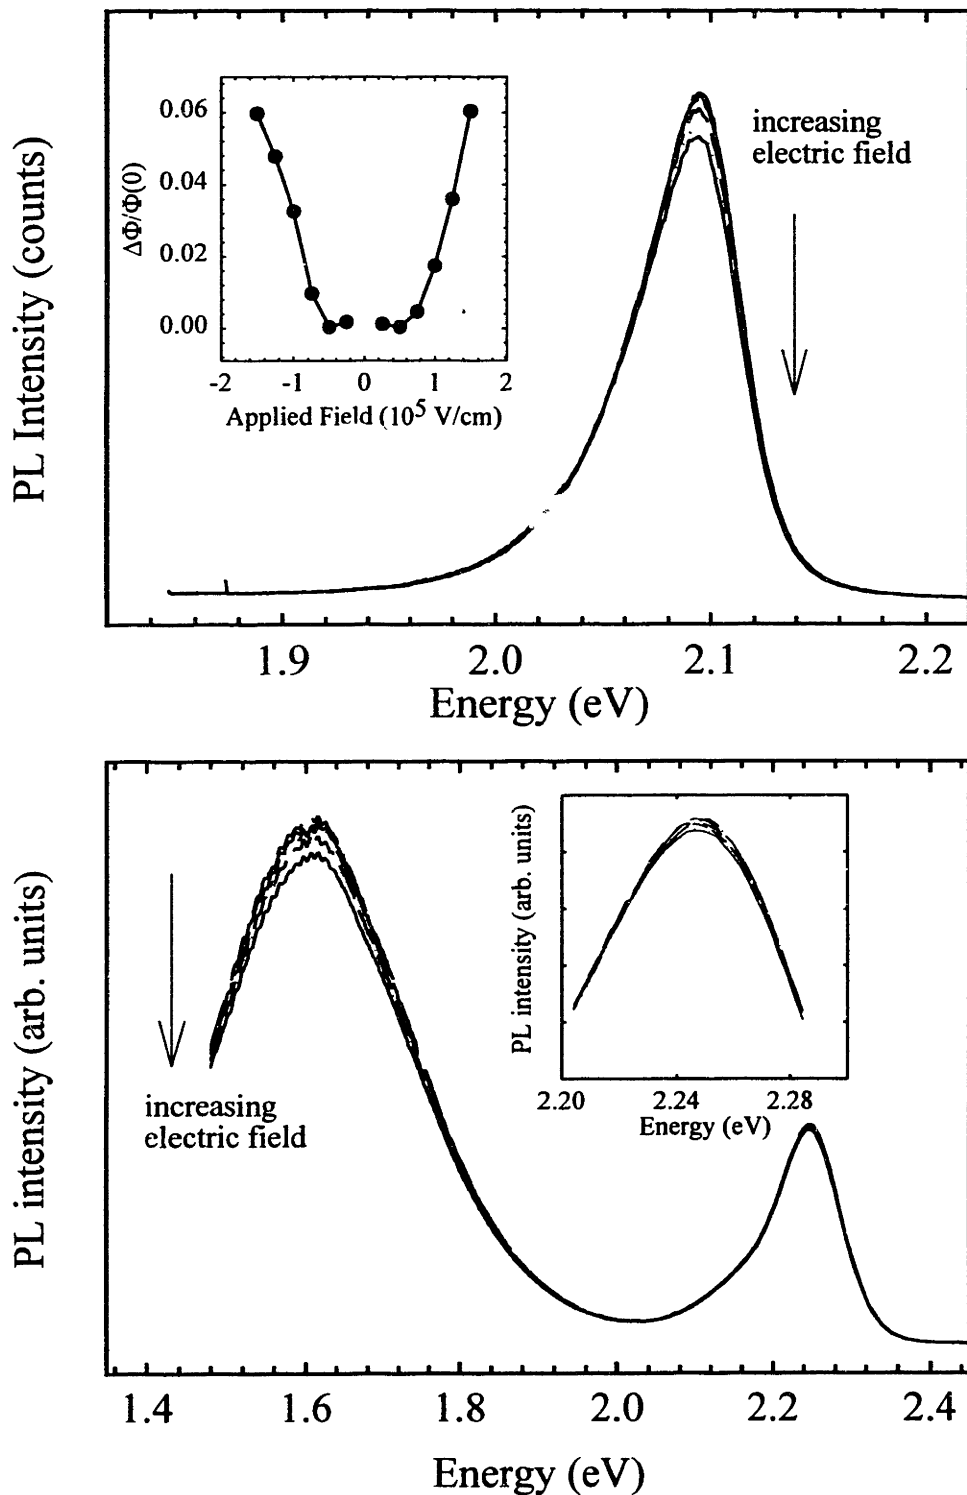 PL Intensity (counts)
increasing
electric field
ΔΦ/Φ(0)
0.06
0.04
0.02
0.00
-2 -1 0 1 2
Applied Field (10⁵ V/cm)
1.9 2.0 2.1 2.2
Energy (eV)
PL intensity (arb. units)
increasing
electric field
PL intensity (arb. units)
2.20 2.24 2.28
Energy (eV)
1.4 1.6 1.8 2.0 2.2 2.4
Energy (eV)